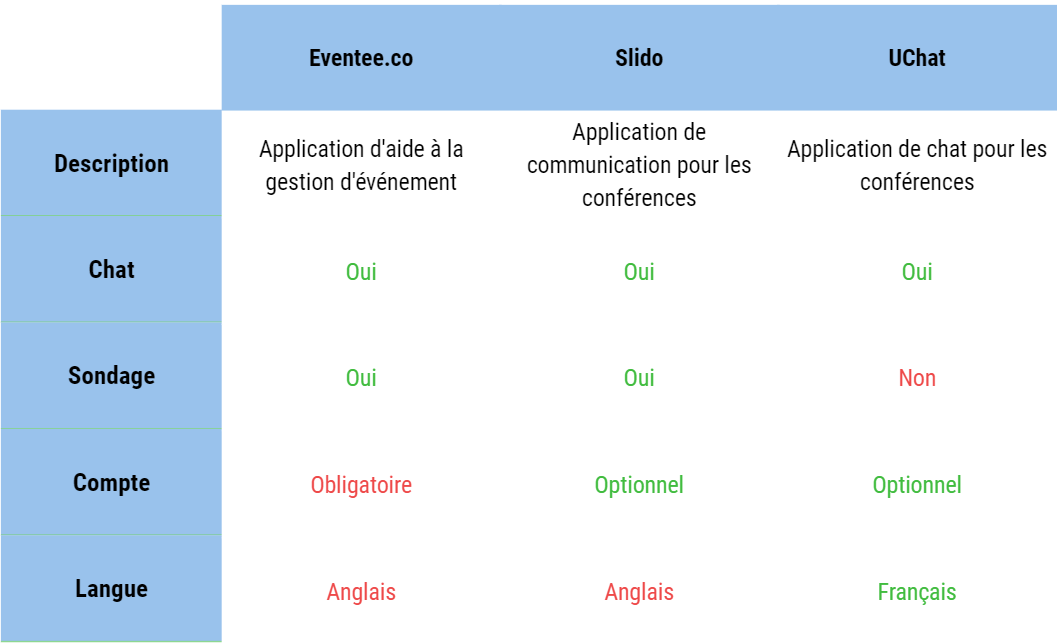 Eventee.co Slido UChat
Description
Application d'aide à la
gestion d'événement
Application de
communication pour les
conférences
Application de chat pour les
conférences
Chat Oui Oui Oui
Sondage Oui Oui Non
Compte Obligatoire Optionnel Optionnel
Langue Anglais Anglais Français